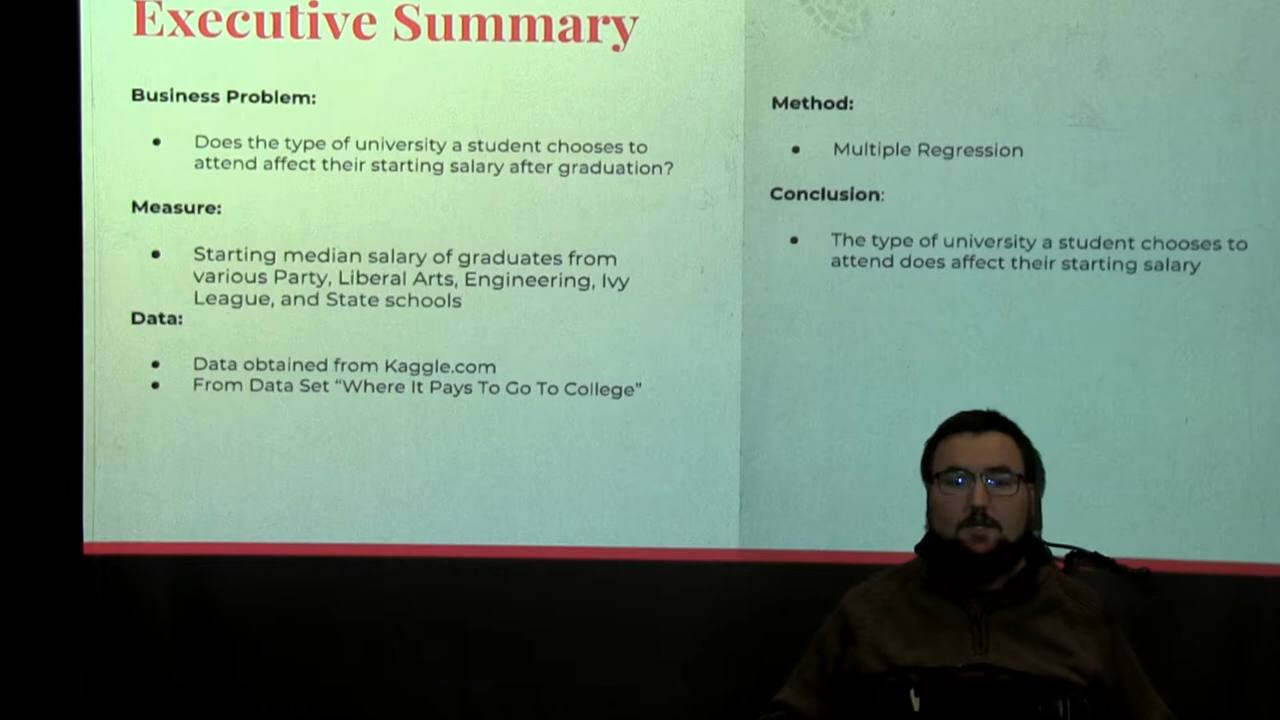 Executive Summary
Business Problem:
• Does the type of university a student chooses to
attend affect their starting salary after graduation?
Measure:
• Starting median salary of graduates from
various Party, Liberal Arts, Engineering, Ivy
League, and State schools
Data:
• Data obtained from Kaggle.com
• From Data Set “Where It Pays To Go To College”
Method:
• Multiple Regression
Conclusion:
• The type of university a student chooses to
attend does affect their starting salary